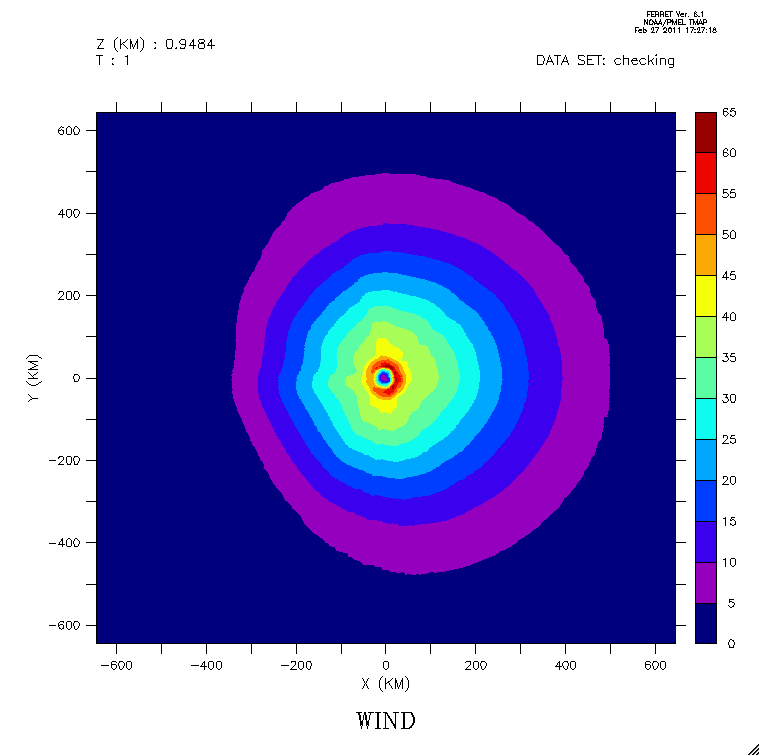 FERRET Ver. 6.1
NOAA/PMEL TMAP
Feb 27 2011 17:27:18
Z (KM) : 0.9484
T : 1
DATA SET: checking
65
60
55
50
45
40
35
30
25
20
15
10
5
0
600
400
200
0
−200
−400
−600
Y (KM)
−600 −400 −200 0 200 400 600
X (KM)
WIND